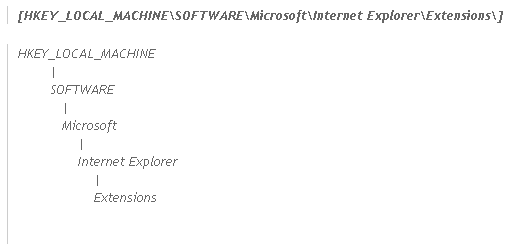 [HKEY_LOCAL_MACHINE\SOFTWARE\Microsoft\Internet Explorer\Extensions\]
HKEY_LOCAL_MACHINE
|
SOFTWARE
|
Microsoft
|
Internet Explorer
|
Extensions